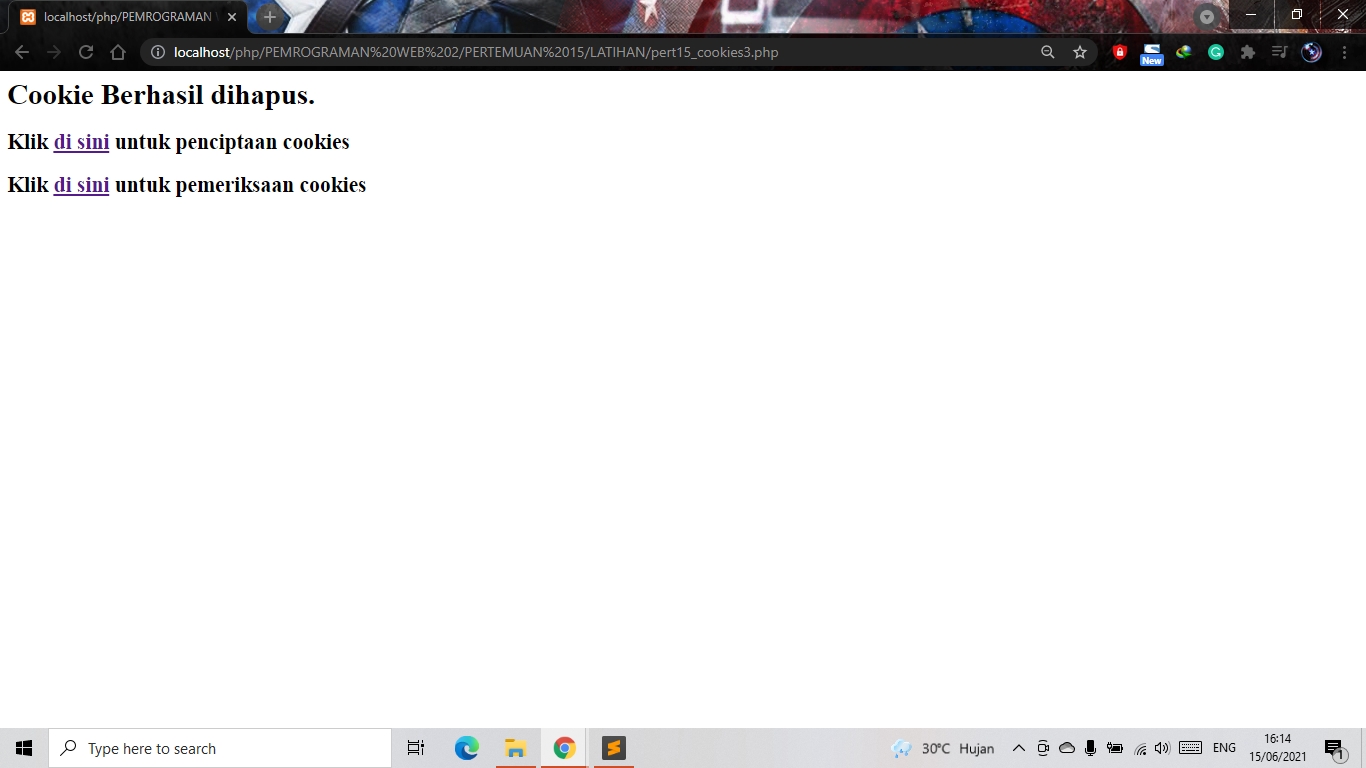 localhost/php/PEMROGRAMAN
localhost/php/PEMROGRAMAN%20WEB%202/PERTEMUAN%2015/LATIHAN/pert15_cookies3.php
New
Cookie Berhasil dihapus.
Klik di sini untuk penciptaan cookies
Klik di sini untuk pemeriksaan cookies
Type here to search
30°C Hujan
ENG
16:14
15/06/2021
1